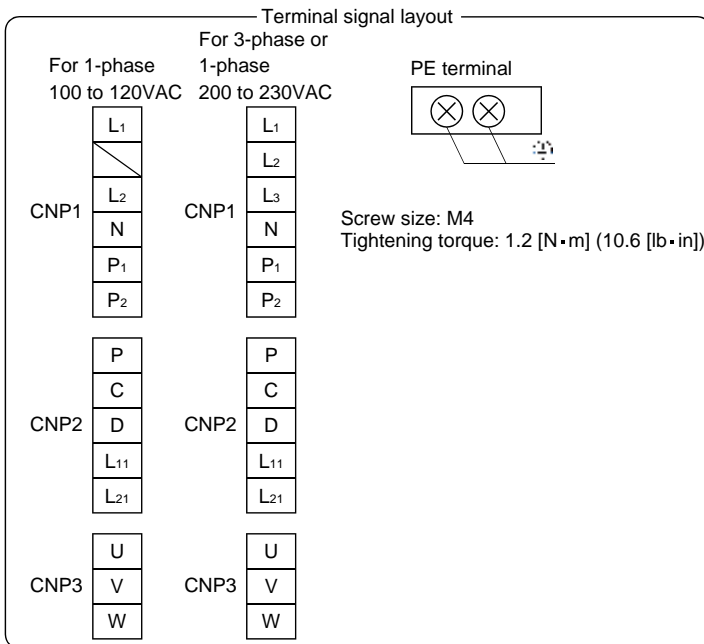 Terminal signal layout
For 1-phase
100 to 120VAC
For 3-phase or
1-phase
200 to 230VAC
PE terminal
CNP1
L1
L2
N
P1
P2
CNP1
L1
L2
L3
N
P1
P2
Screw size: M4
Tightening torque: 1.2 [N·m] (10.6 [lb·in])
CNP2
P
C
D
L11
L21
CNP2
P
C
D
L11
L21
CNP3
U
V
W
CNP3
U
V
W